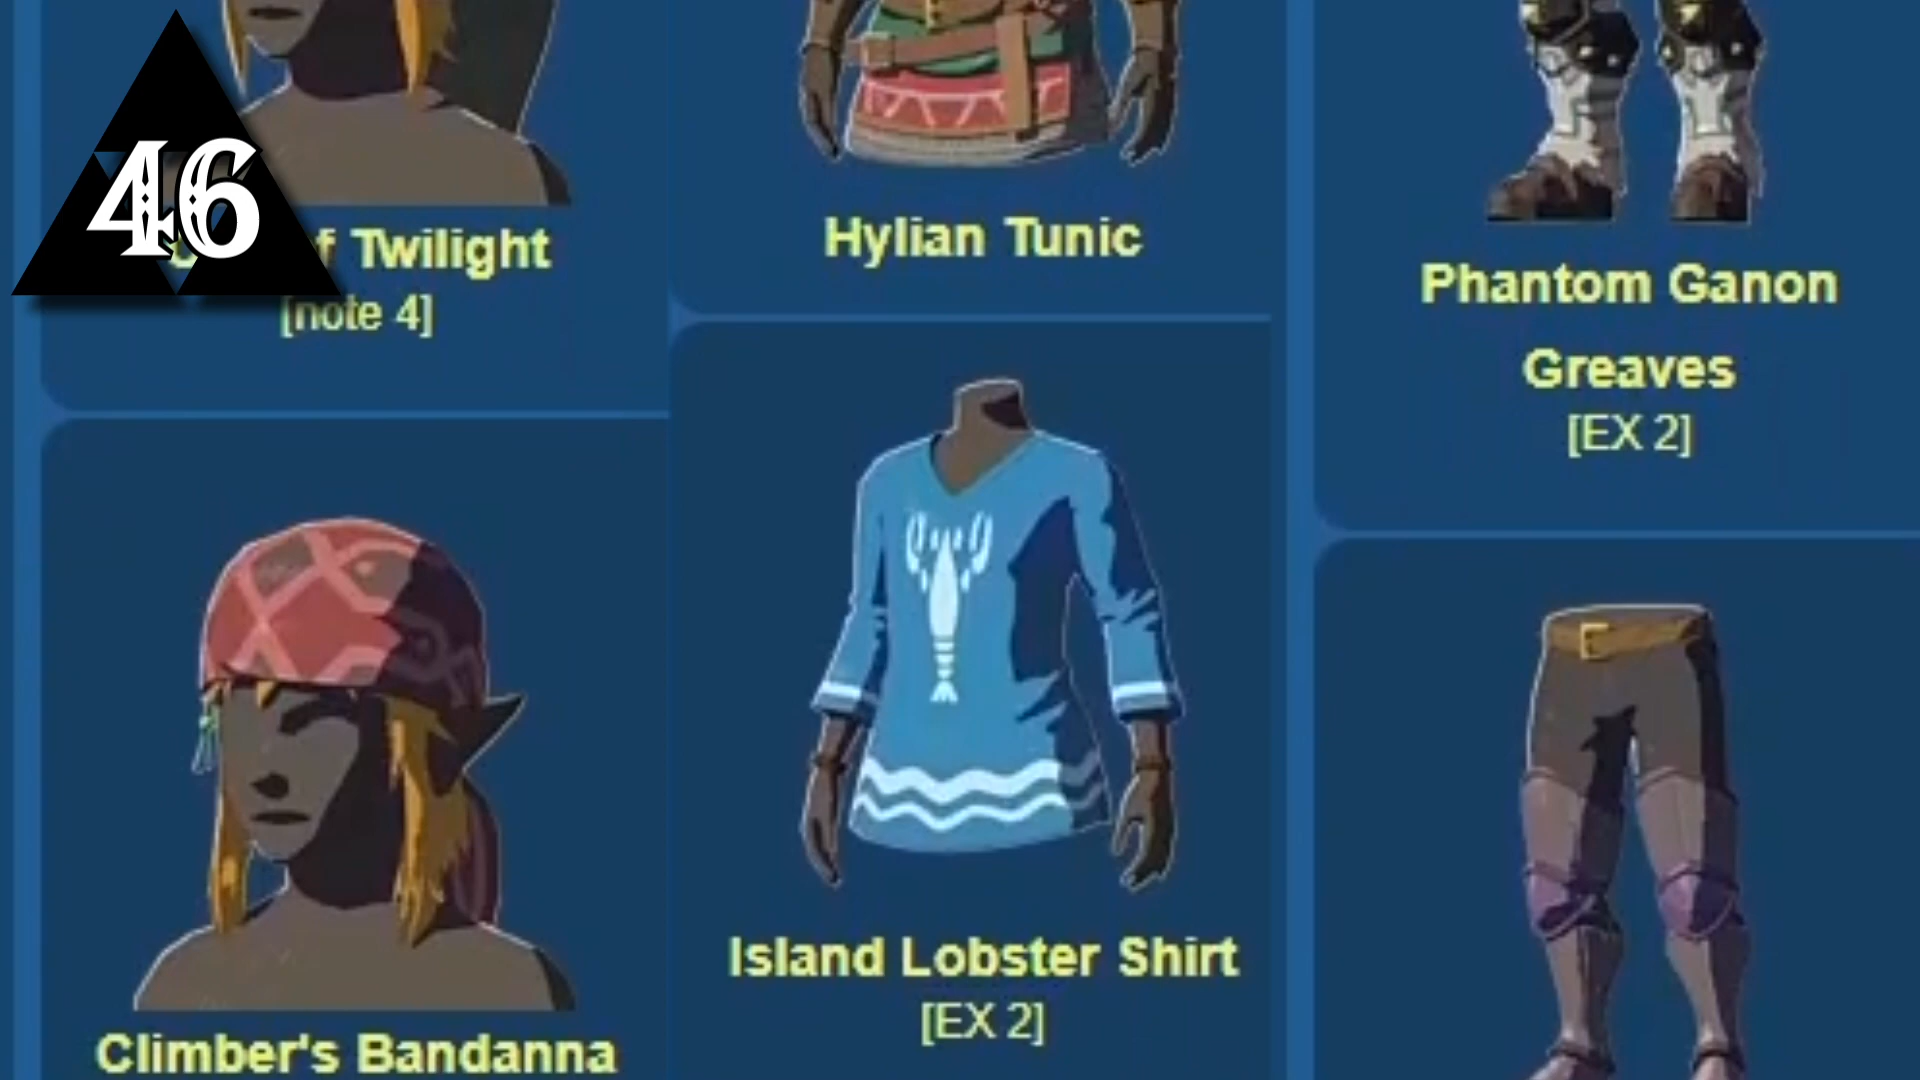 46
f Twilight
[note 4]
Climber's Bandanna
Hylian Tunic
Island Lobster Shirt
[EX 2]
Phantom Ganon
Greaves
[EX 2]